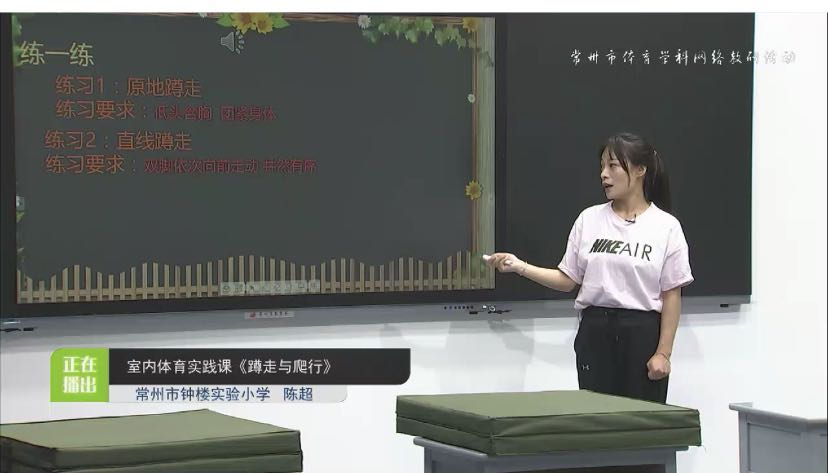 常州市体育学科网络教研活动
练一练
练习1：原地蹲走
练习要求：低头含胸 团紧身体
练习2：直线蹲走
练习要求：双脚依次向前走动 井然有序
NIKE AIR
正在
播出
室内体育实践课《蹲走与爬行》
常州市钟楼实验小学 陈超